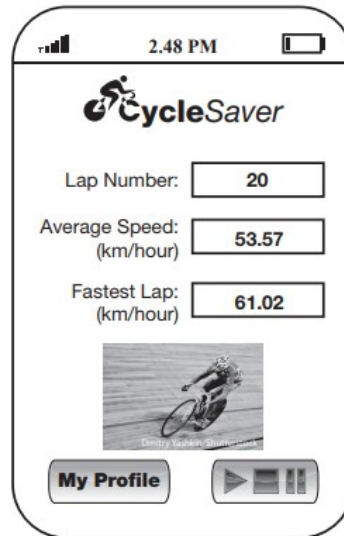 2.48 PM
CycleSaver
Lap Number: 20
Average Speed:
(km/hour) 53.57
Fastest Lap:
(km/hour) 61.02
Dmitry Yashkin/Shutterstock
My Profile